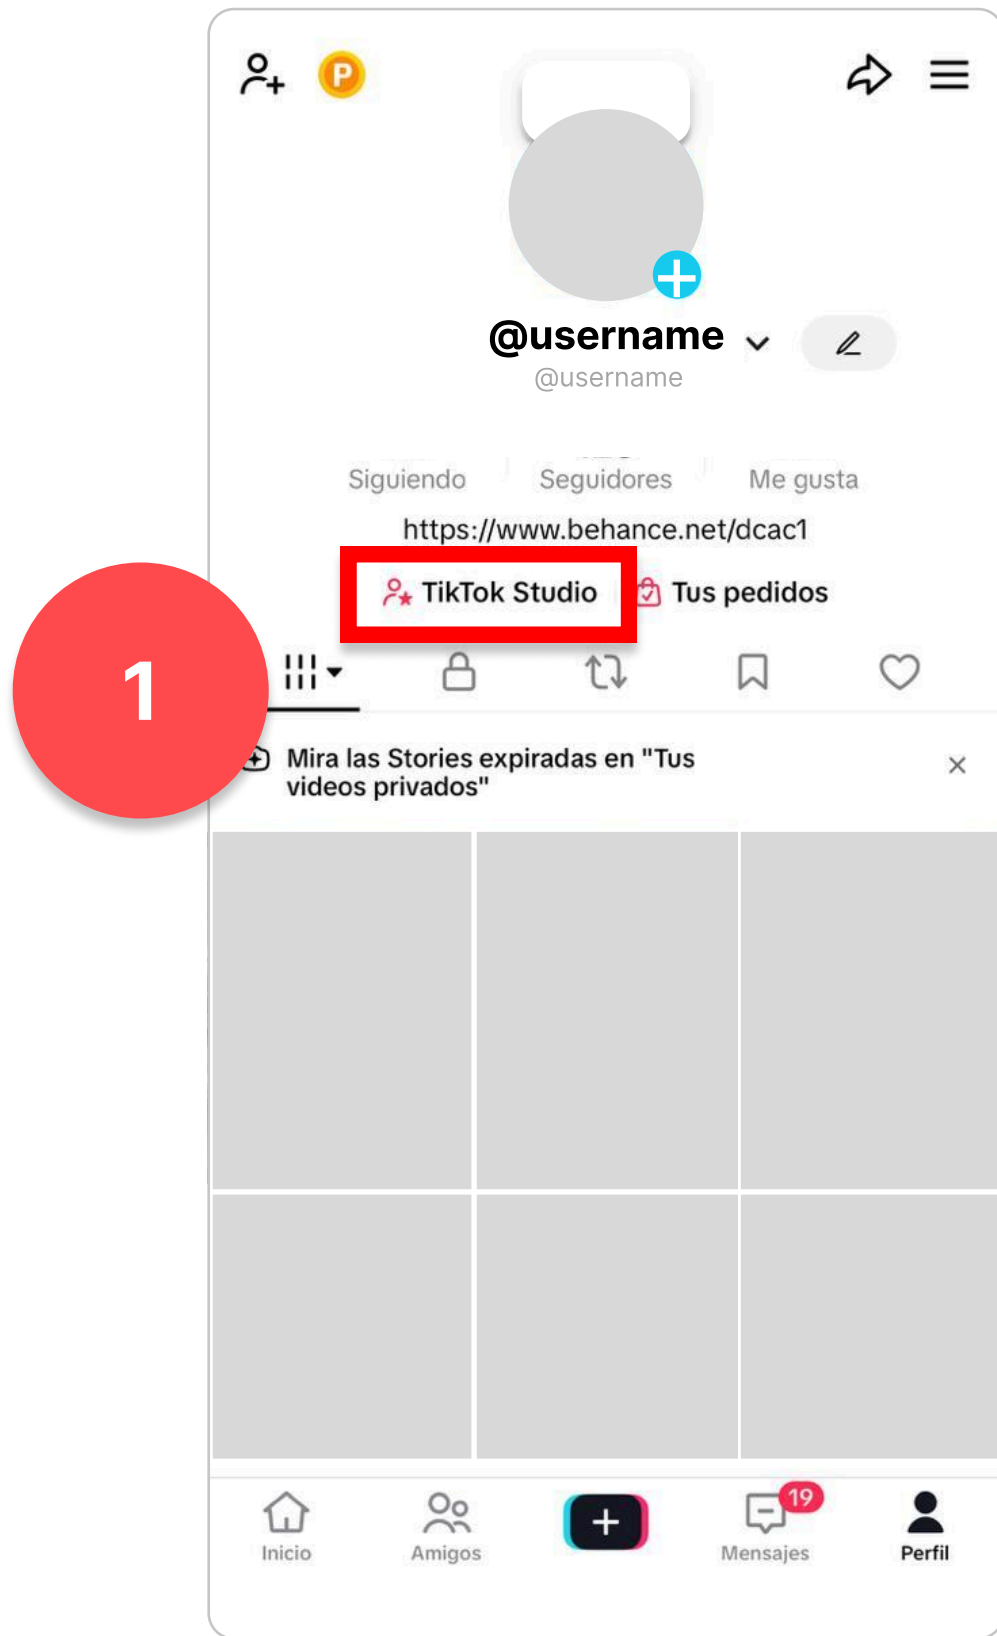 P
@username
@username
Siguiendo Seguidores Me gusta
https://www.behance.net/dcac1
TikTok Studio Tus pedidos
1
Mira las Stories expiradas en "Tus
videos privados"
19
Inicio Amigos Mensajes Perfil